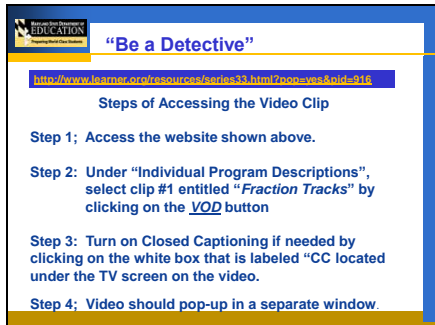 MARYLAND STATE DEPARTMENT OF
EDUCATION
Preparing World Class Students
“Be a Detective”
http://www.learner.org/resources/series33.html?pop=yes&pid=916
Steps of Accessing the Video Clip
Step 1; Access the website shown above.
Step 2: Under “Individual Program Descriptions”,
select clip #1 entitled “Fraction Tracks” by
clicking on the VOD button
Step 3: Turn on Closed Captioning if needed by
clicking on the white box that is labeled “CC located
under the TV screen on the video.
Step 4; Video should pop-up in a separate window.